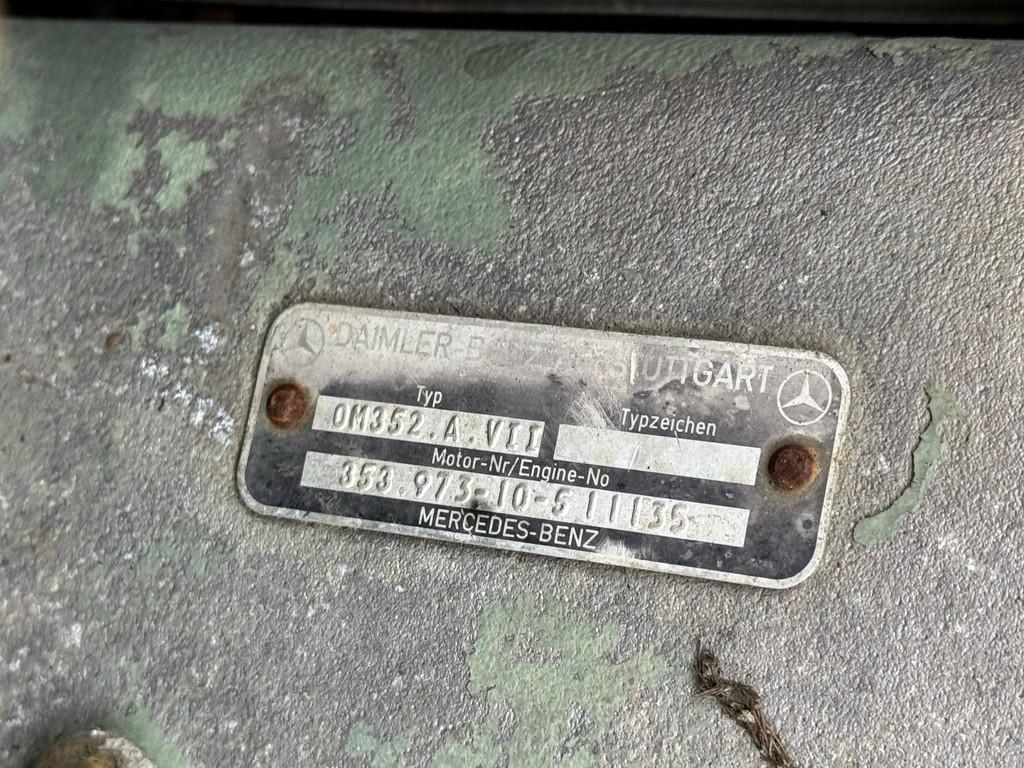 DAIMLER-BENZ STUTTGART
Typ
Typzeichen
OM352.A.VII
Motor-Nr/Engine-No
353.973-10-511135
MERCEDES-BENZ